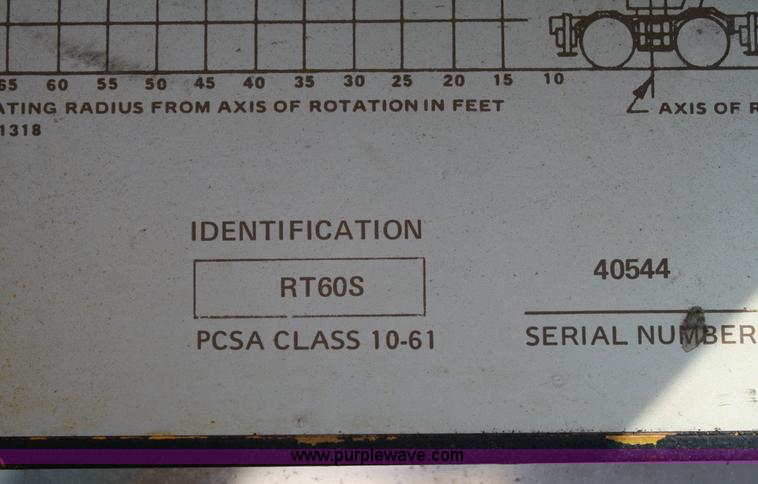 65 60 55 50 45 40 35 30 25 20 15 10
ATING RADIUS FROM AXIS OF ROTATION IN FEET
AXIS OF R
1318
IDENTIFICATION
RT60S
40544
PCSA CLASS 10-61
SERIAL NUMBER
www.purplewave.com